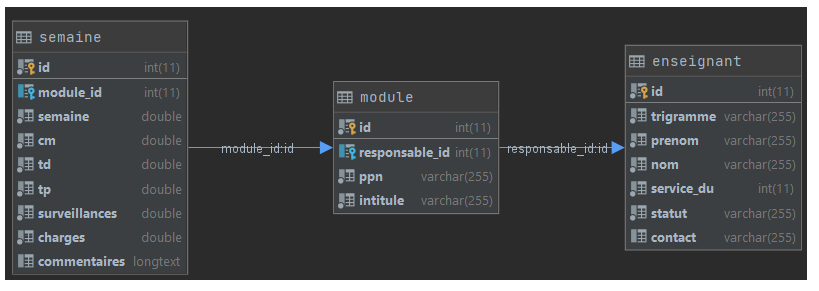 semaine
id int(11)
module_id int(11)
semaine double
cm double
td double
tp double
surveillances double
charges double
commentaires longtext
module_id:id
module
id int(11)
responsable_id int(11)
ppn varchar(255)
intitule varchar(255)
responsable_id:id
enseignant
id int(11)
trigramme varchar(255)
prenom varchar(255)
nom varchar(255)
service_du int(11)
statut varchar(255)
contact varchar(255)